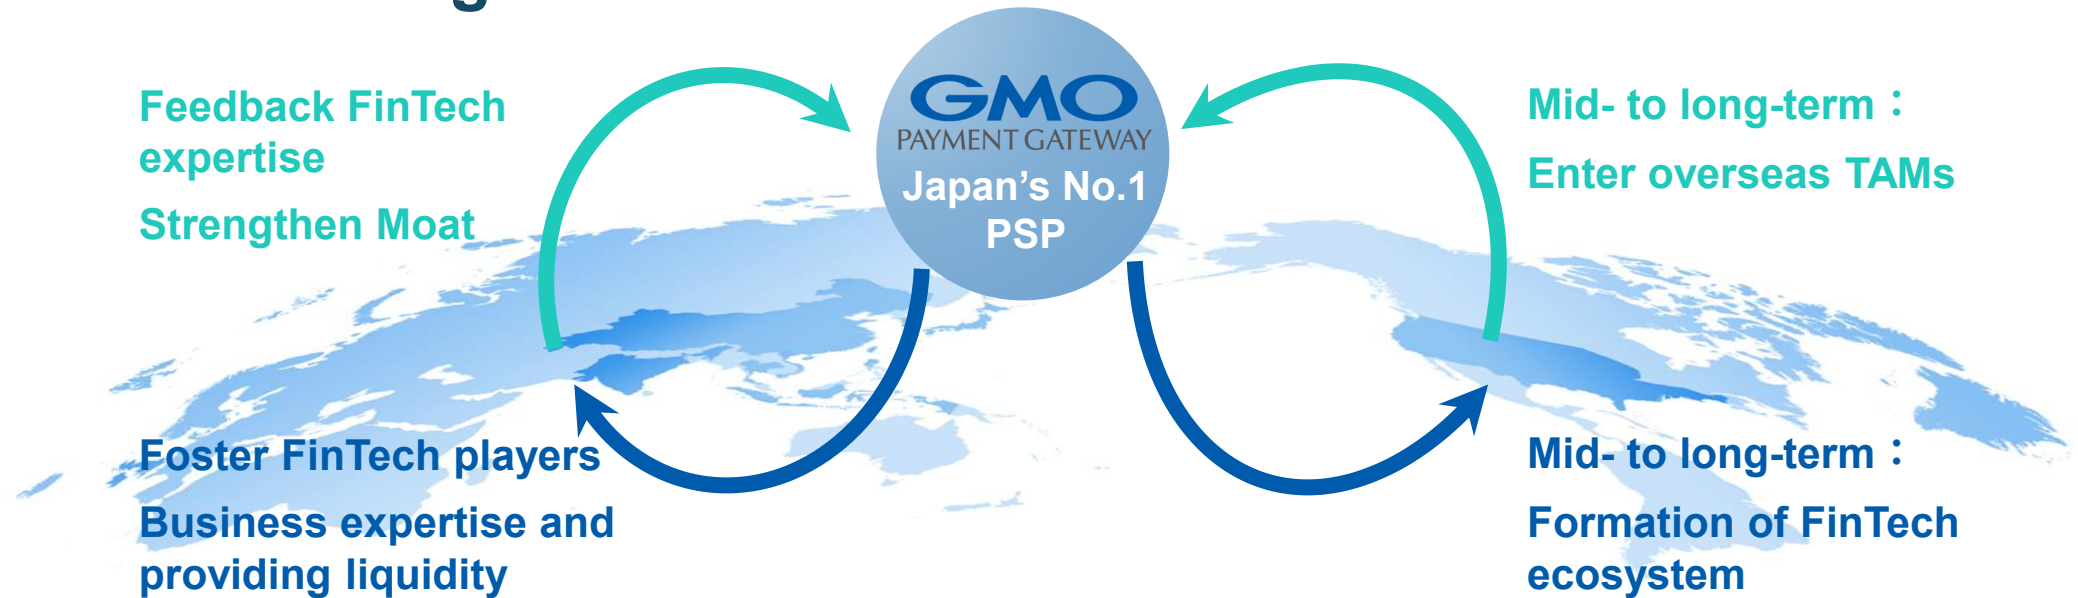 GMO
PAYMENT GATEWAY
Japan’s No.1
PSP
Feedback FinTech
expertise
Strengthen Moat
Mid- to long-term：
Enter overseas TAMs
Foster FinTech players
Business expertise and
providing liquidity
Mid- to long-term：
Formation of FinTech
ecosystem